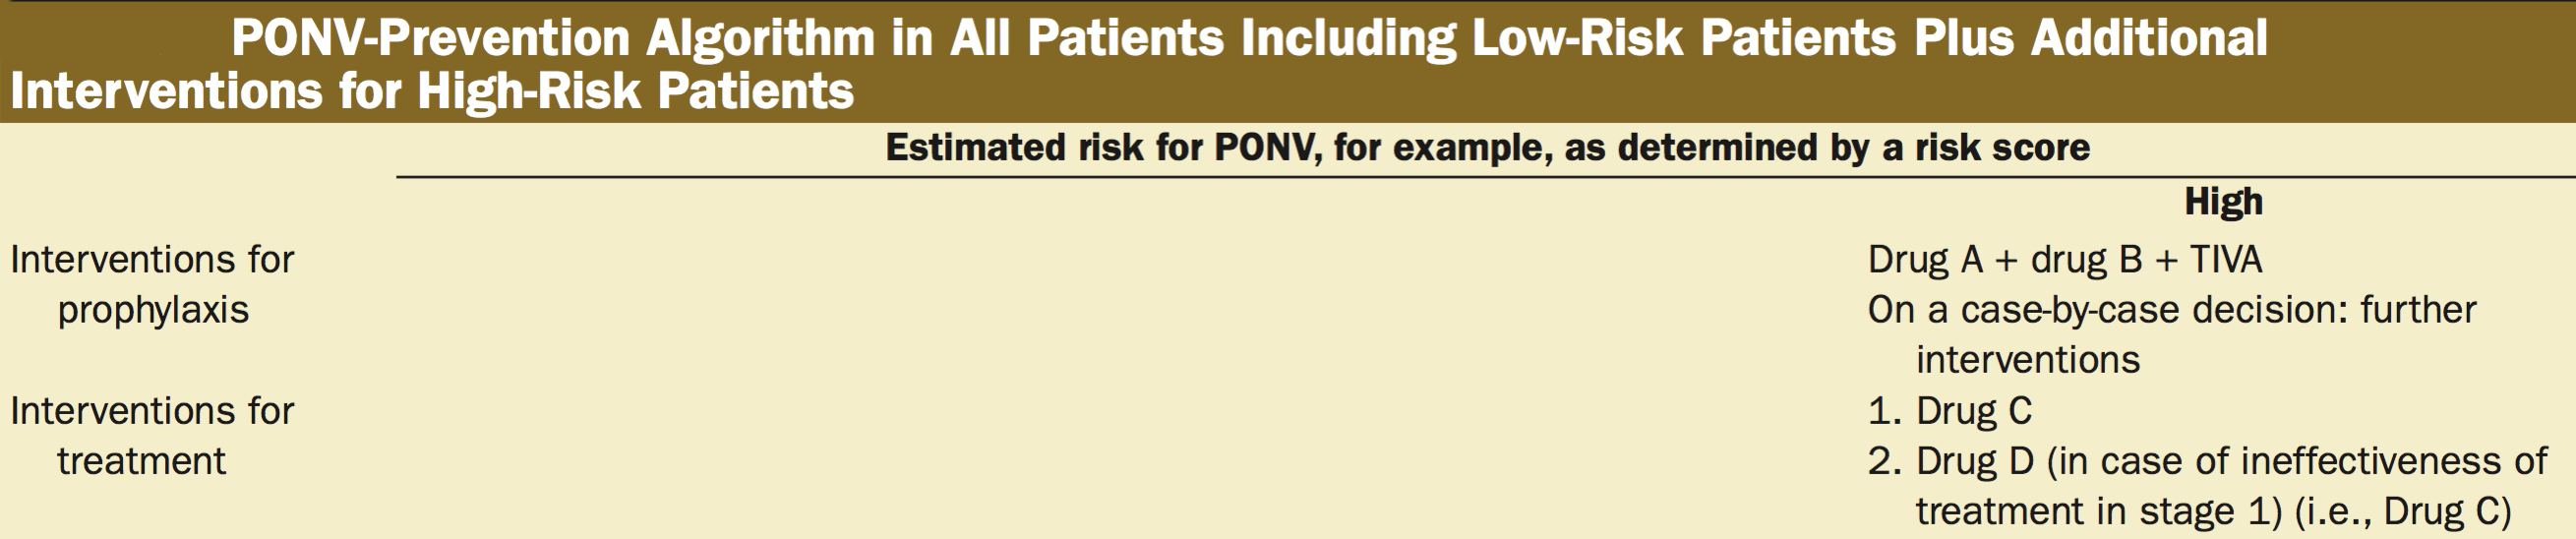 PONV-Prevention Algorithm in All Patients Including Low-Risk Patients Plus Additional
Interventions for High-Risk Patients
Estimated risk for PONV, for example, as determined by a risk score
High
Interventions for
prophylaxis
Drug A + drug B + TIVA
On a case-by-case decision: further
interventions
Interventions for
treatment
1. Drug C
2. Drug D (in case of ineffectiveness of
treatment in stage 1) (i.e., Drug C)